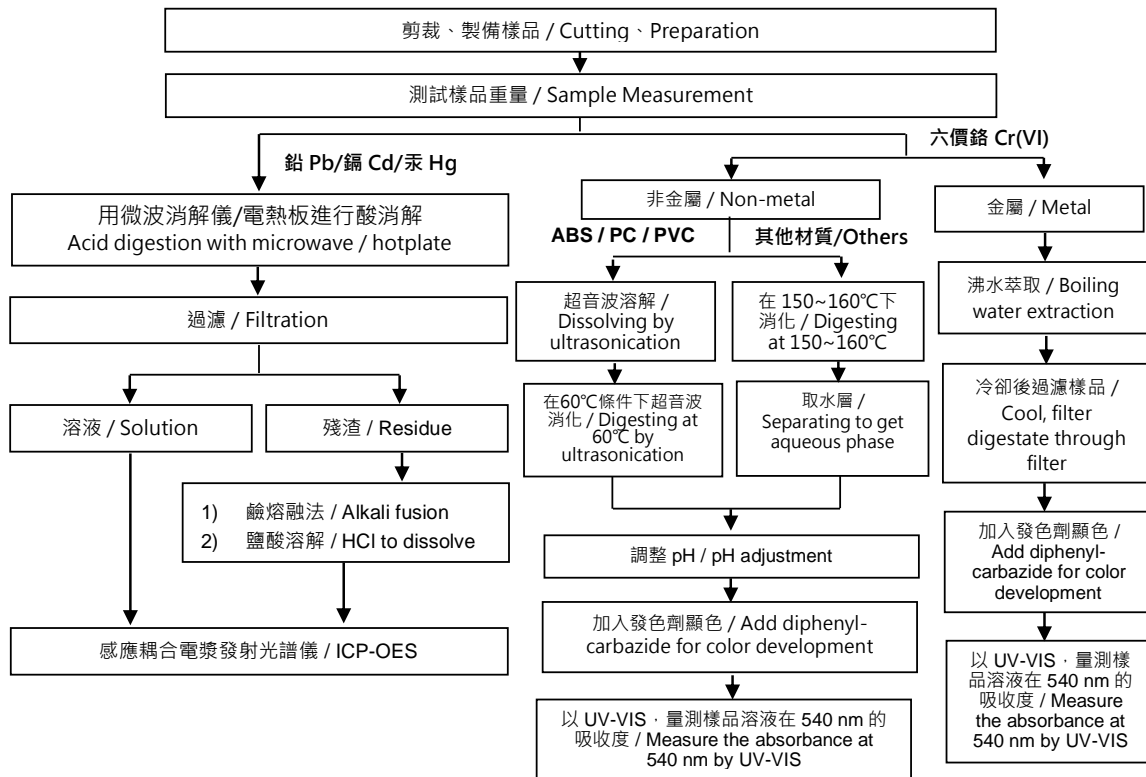 剪裁、製備樣品 / Cutting、Preparation
測試樣品重量 / Sample Measurement
鉛 Pb/鎘 Cd/汞 Hg
六價鉻 Cr(VI)
用微波消解儀/電熱板進行酸消解
Acid digestion with microwave / hotplate
過濾 / Filtration
溶液 / Solution
殘渣 / Residue
1) 鹼熔融法 / Alkali fusion
2) 鹽酸溶解 / HCl to dissolve
感應耦合電漿發射光譜儀 / ICP-OES
非金屬 / Non-metal
ABS / PC / PVC
其他材質/Others
超音波溶解 /
Dissolving by
ultrasonication
在60℃條件下超音波
消化 / Digesting at
60℃ by
ultrasonication
在 150~160℃下
消化 / Digesting
at 150~160℃
取水層 /
Separating to get
aqueous phase
調整 pH / pH adjustment
加入發色劑顯色 / Add diphenyl-
carbazide for color development
以 UV-VIS，量測樣品溶液在 540 nm 的
吸收度 / Measure the absorbance at
540 nm by UV-VIS
金屬 / Metal
沸水萃取 / Boiling
water extraction
冷卻後過濾樣品 /
Cool, filter
digestate through
filter
加入發色劑顯色 /
Add diphenyl-
carbazide for color
development
以 UV-VIS，量測樣
品溶液在 540 nm 的
吸收度 / Measure
the absorbance at
540 nm by UV-VIS